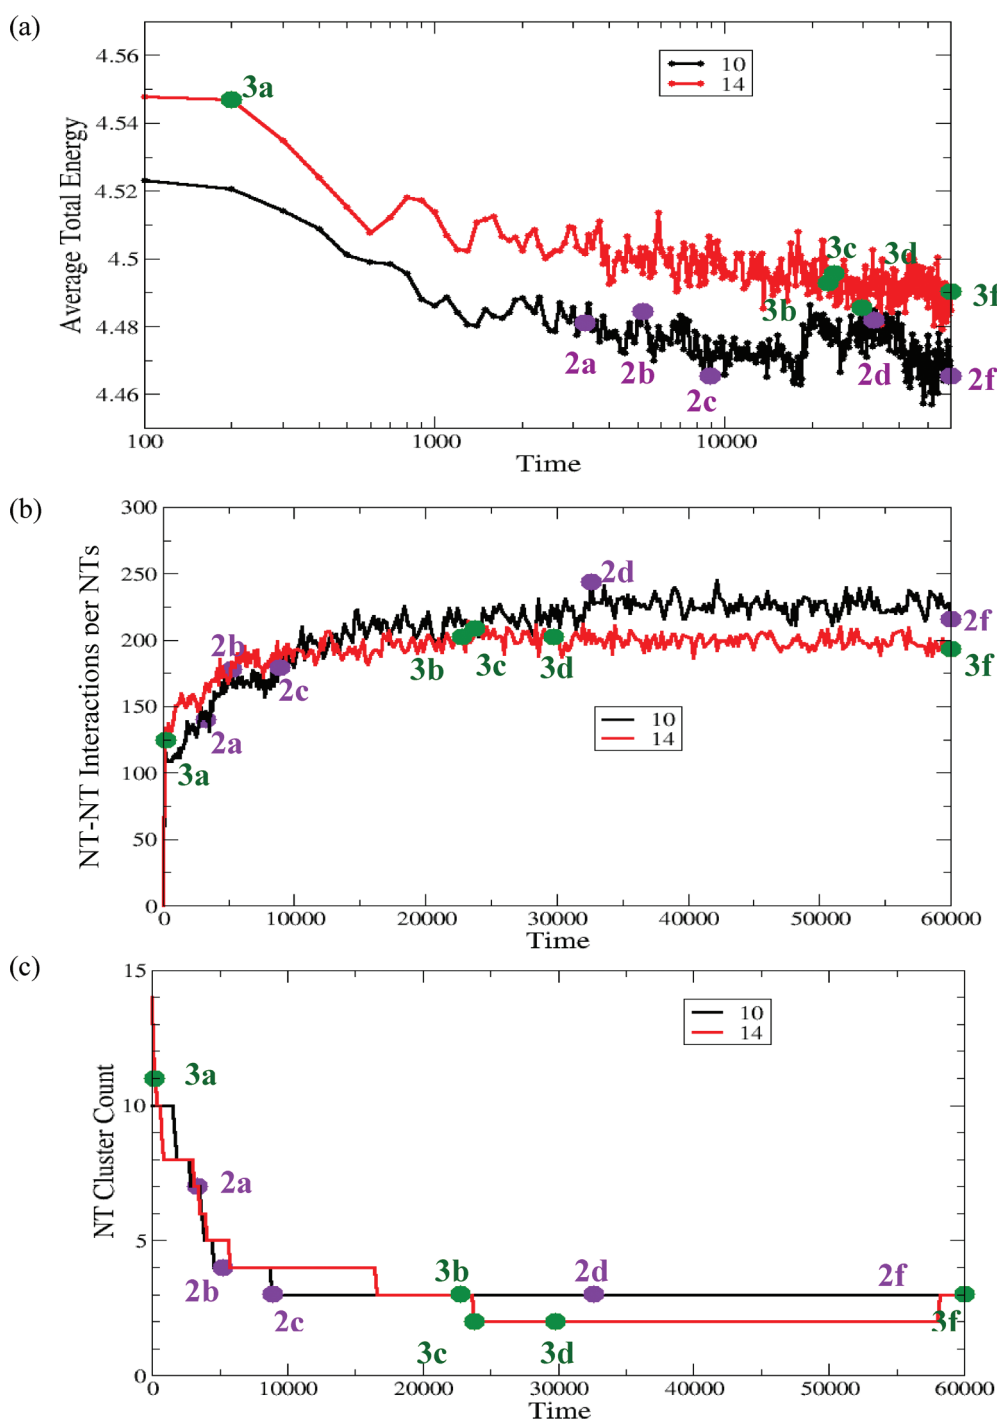 (a)
Average Total Energy
4.56
4.54
4.52
4.5
4.48
4.46
10
14
3a
3c
3d
3b
3f
2a
2b
2c
2d
2f
100
1000
10000
Time
(b)
NT-NT Interactions per NTs
300
250
200
150
100
50
0
2d
2b
2f
3b
3c
3d
3f
2c
2a
3a
10
14
0
10000
20000
30000
40000
50000
60000
Time
(c)
NT Cluster Count
15
10
5
0
10
14
3a
2a
3b
2d
2f
2b
2c
3f
3c
3d
0
10000
20000
30000
40000
50000
60000
Time